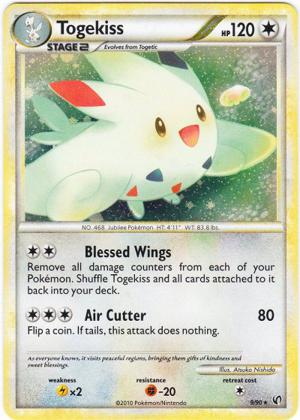 Togekiss
HP 120
STAGE 2 Evolves from Togetic
NO. 468 Jubilee Pokémon HT: 4'11" WT: 83.8 lbs.
Blessed Wings
Remove all damage counters from each of your
Pokémon. Shuffle Togekiss and all cards attached to
it back into your deck.
Air Cutter 80
Flip a coin. If tails, this attack does nothing.
As everyone knows, it visits peaceful regions, bringing them gifts of kindness and
sweet blessings.
Illus. Atsuko Nishida
weakness resistance retreat cost
×2 -20
©2010 Pokémon/Nintendo 9/90 ★